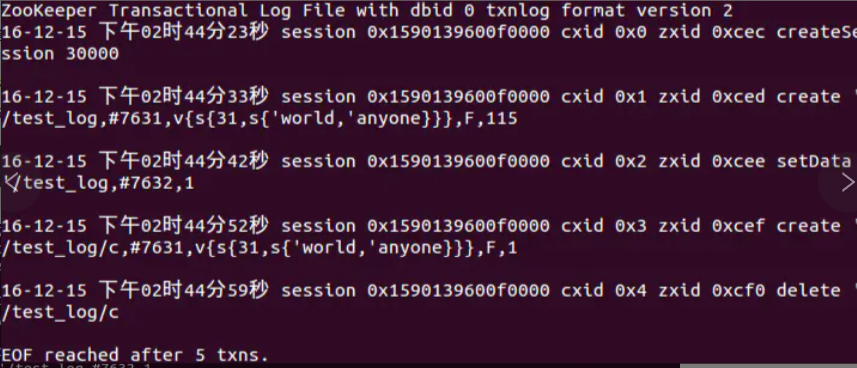 ZooKeeper Transactional Log File with dbid 0 txnlog format version 2
16-12-15 下午02时44分23秒 session 0x1590139600f0000 cxid 0x0 zxid 0xcec createSe
ssion 30000
16-12-15 下午02时44分33秒 session 0x1590139600f0000 cxid 0x1 zxid 0xced create '
/test_log,#7631,v{s{31,s{'world,'anyone}}},F,115
16-12-15 下午02时44分42秒 session 0x1590139600f0000 cxid 0x2 zxid 0xcee setData
'/test_log,#7632,1
16-12-15 下午02时44分52秒 session 0x1590139600f0000 cxid 0x3 zxid 0xcef create '
/test_log/c,#7631,v{s{31,s{'world,'anyone}}},F,1
16-12-15 下午02时44分59秒 session 0x1590139600f0000 cxid 0x4 zxid 0xcf0 delete '
/test_log/c
EOF reached after 5 txns.
'/test_log,#7632,1